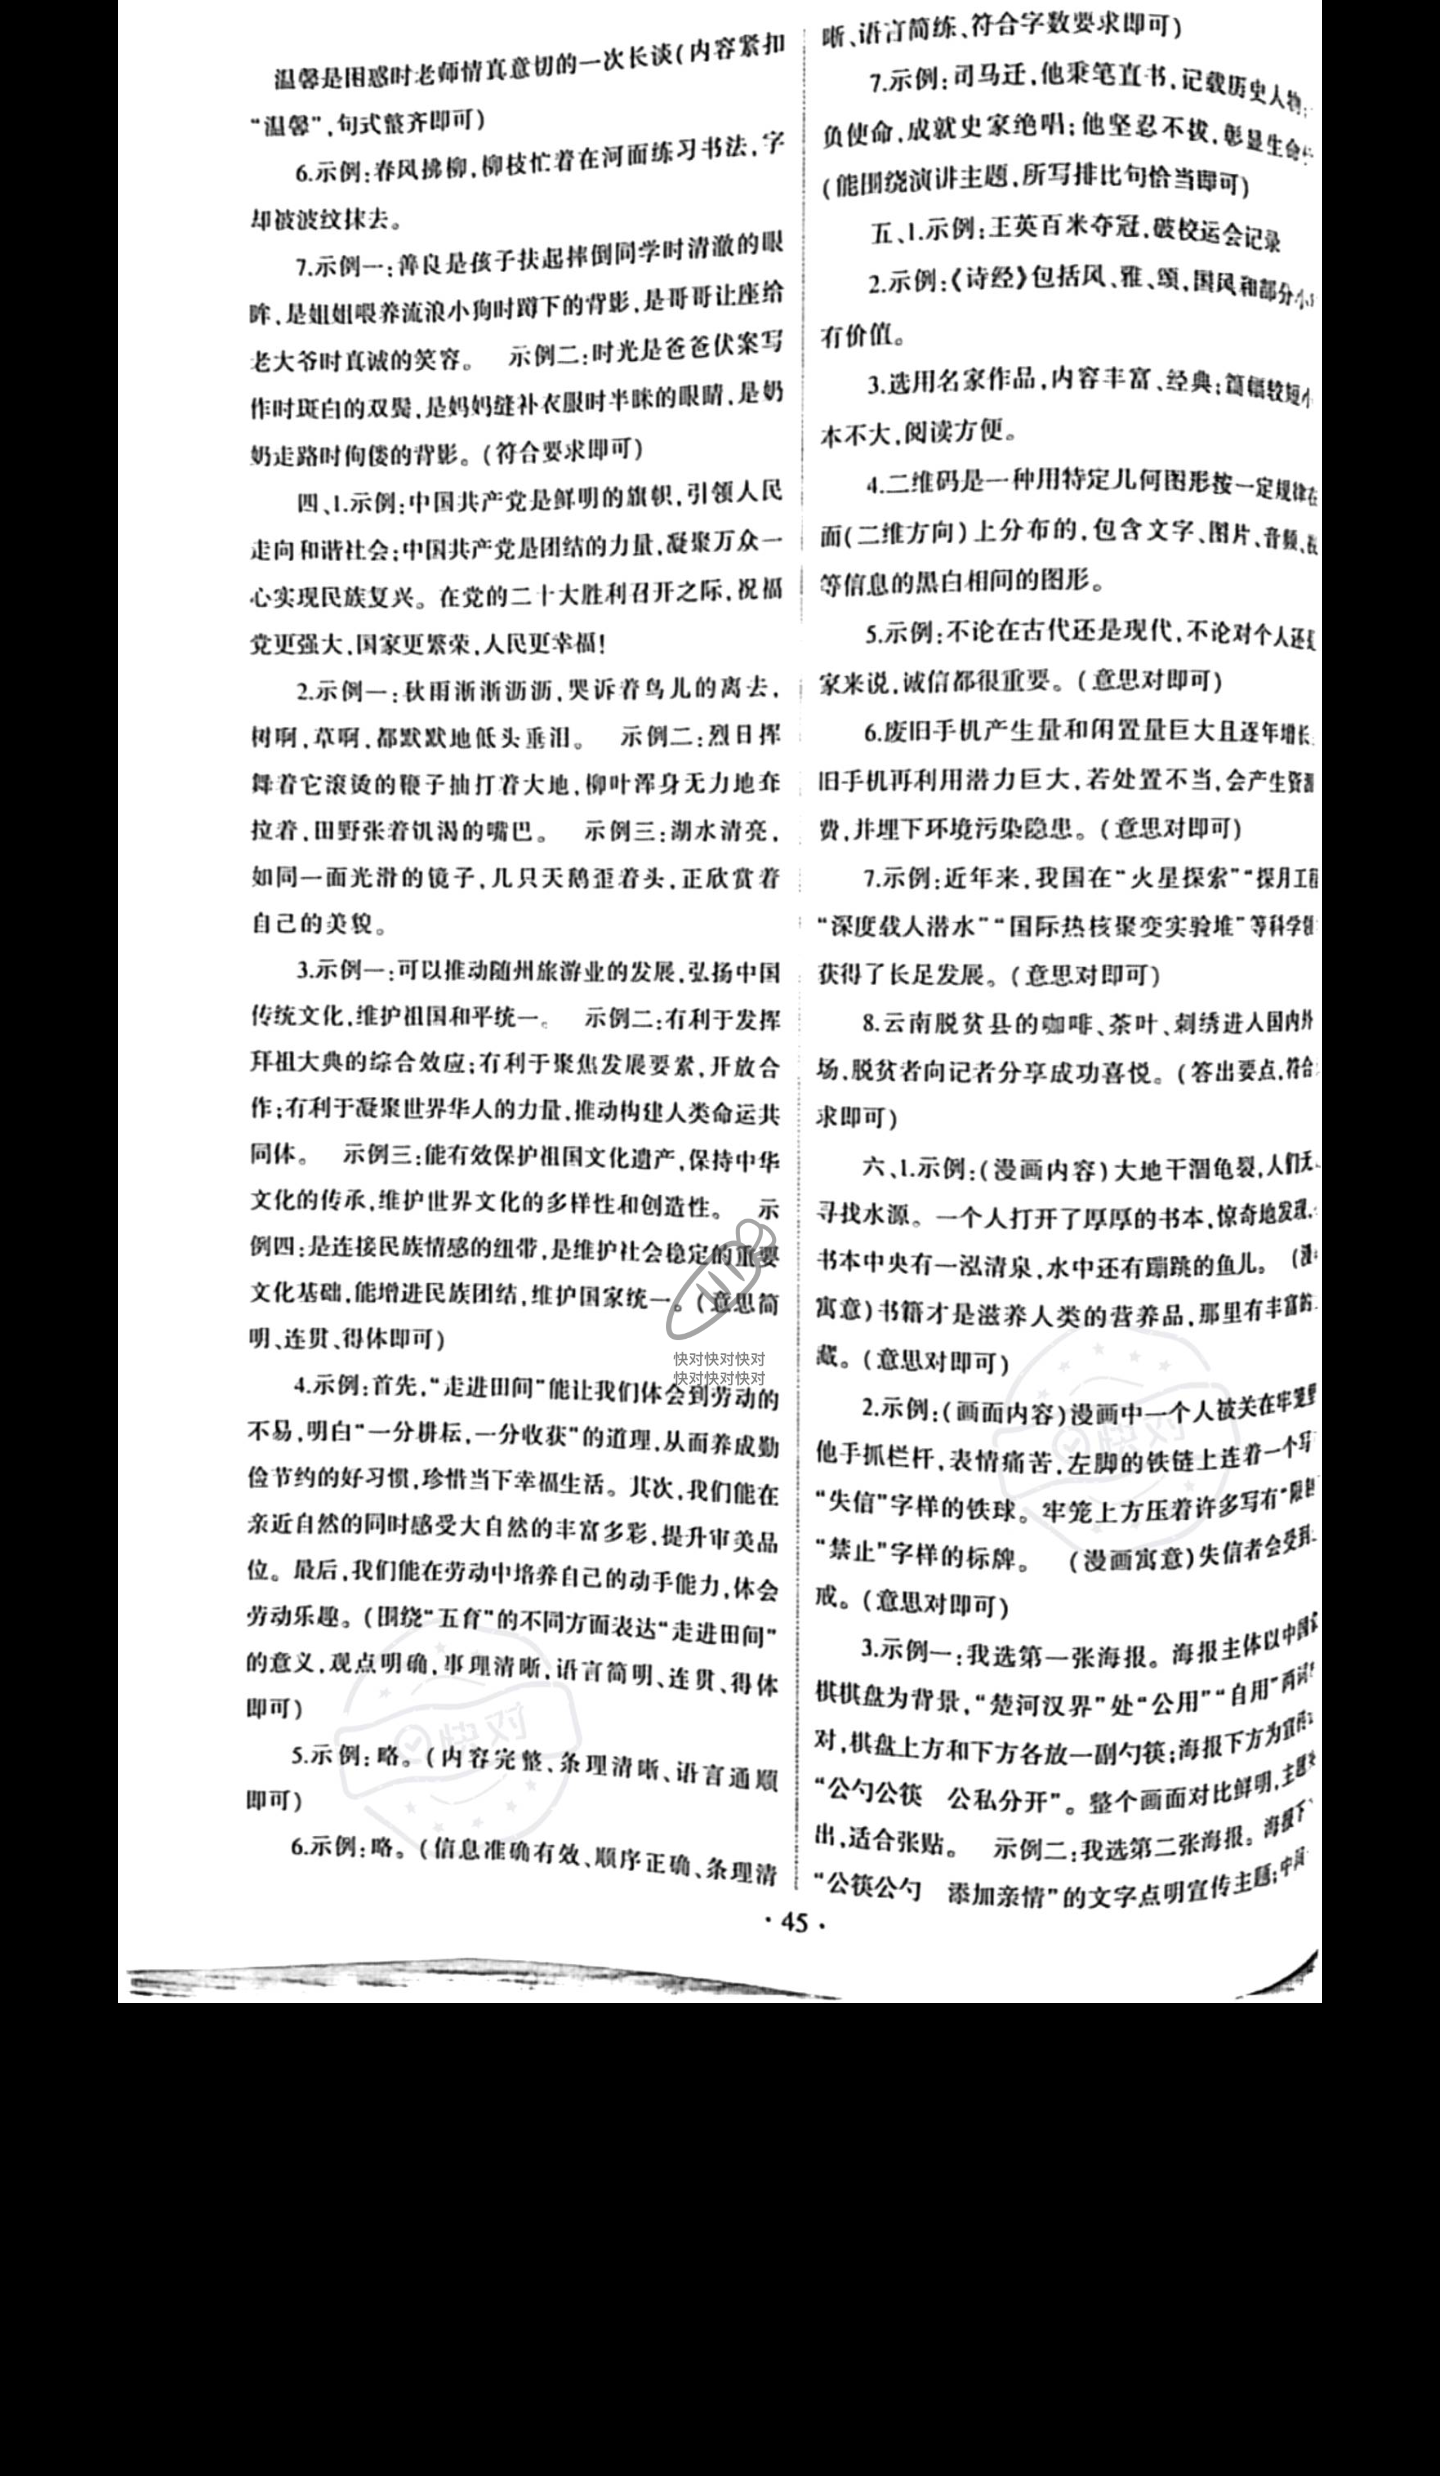 温馨是困惑时老师情真意切的一次长谈(内容紧扣
“温馨”,句式整齐即可)
6.示例:春风拂柳,柳枝忙着在河面练习书法,字
却被波纹抹去。
7.示例一:善良是孩子扶起摔倒同学时清澈的眼
眸,是姐姐喂养流浪小狗时蹲下的背影,是哥哥让座给
老大爷时真诚的笑容。 示例二:时光是爸爸伏案写
作时斑白的双鬓,是妈妈缝补衣服时半眯的眼睛,是奶
奶走路时佝偻的背影。(符合要求即可)
四、1.示例:中国共产党是鲜明的旗帜,引领人民
走向和谐社会;中国共产党是团结的力量,凝聚万众一
心实现民族复兴。在党的二十大胜利召开之际,祝福
党更强大,国家更繁荣,人民更幸福!
2.示例一:秋雨淅淅沥沥,哭诉着鸟儿的离去,
树啊,草啊,都默默地低头垂泪。 示例二:烈日挥
舞着它滚烫的鞭子抽打着大地,柳叶浑身无力地耷
拉着,田野张着饥渴的嘴巴。 示例三:湖水清亮,
如同一面光滑的镜子,几只天鹅歪着头,正欣赏着
自己的美貌。
3.示例一:可以推动随州旅游业的发展,弘扬中国
传统文化,维护祖国和平统一。 示例二:有利于发挥
拜祖大典的综合效应;有利于聚焦发展要素,开放合
作;有利于凝聚世界华人的力量,推动构建人类命运共
同体。 示例三:能有效保护祖国文化遗产,保持中华
文化的传承,维护世界文化的多样性和创造性。 示
例四:是连接民族情感的纽带,是维护社会稳定的重要
文化基础,能增进民族团结,维护国家统一。(意思简
明、连贯、得体即可)
4.示例:首先,“走进田间”能让我们体会到劳动的
不易,明白“一分耕耘,一分收获”的道理,从而养成勤
俭节约的好习惯,珍惜当下幸福生活。其次,我们能在
亲近自然的同时感受大自然的丰富多彩,提升审美品
位。最后,我们能在劳动中培养自己的动手能力,体会
劳动乐趣。(围绕“五育”的不同方面表达“走进田间”
的意义,观点明确,事理清晰,语言简明、连贯、得体
即可)
5.示例:略。(内容完整、条理清晰、语言通顺
即可)
6.示例:略。(信息准确有效、顺序正确、条理清
晰、语言简练、符合字数要求即可)
7.示例:司马迁,他秉笔直书,记载历史人物;
负使命,成就史家绝唱;他坚忍不拔,彰显生命
(能围绕演讲主题,所写排比句恰当即可)
五、1.示例:王英百米夺冠,破校运会记录
2.示例:《诗经》包括风、雅、颂,国风和部分小
有价值。
3.选用名家作品,内容丰富、经典;篇幅较短小
本不大,阅读方便。
4.二维码是一种用特定几何图形按一定规律在
面(二维方向)上分布的,包含文字、图片、音频、
等信息的黑白相间的图形。
5.示例:不论在古代还是现代,不论对个人还是
家来说,诚信都很重要。(意思对即可)
6.废旧手机产生量和闲置量巨大且逐年增长
旧手机再利用潜力巨大,若处置不当,会产生资源
费,并埋下环境污染隐患。(意思对即可)
7.示例:近年来,我国在“火星探索”“探月工程
“深度载人潜水”“国际热核聚变实验堆”等科学领
获得了长足发展。(意思对即可)
8.云南脱贫县的咖啡、茶叶、刺绣进入国内外
场,脱贫者向记者分享成功喜悦。(答出要点,符合
求即可)
六、1.示例:(漫画内容)大地干涸龟裂,人们无
寻找水源。一个人打开了厚厚的书本,惊奇地发现,
书本中央有一泓清泉,水中还有蹦跳的鱼儿。 (漫
寓意)书籍才是滋养人类的营养品,那里有丰富的
藏。(意思对即可)
2.示例:(画面内容)漫画中一个人被关在牢笼里
他手抓栏杆,表情痛苦,左脚的铁链上连着一个写
“失信”字样的铁球。牢笼上方压着许多写有“限
“禁止”字样的标牌。 (漫画寓意)失信者会受到
戒。(意思对即可)
3.示例一:我选第一张海报。海报主体以中国
棋棋盘为背景,“楚河汉界”处“公用”“自用”两词
对,棋盘上方和下方各放一副勺筷;海报下方为宣传
“公勺公筷 公私分开”。整个画面对比鲜明,主题
出,适合张贴。 示例二:我选第二张海报。海报下
“公筷公勺 添加亲情”的文字点明宣传主题;中间
·45·
快对快对快对
快对快对快对
快对
快对